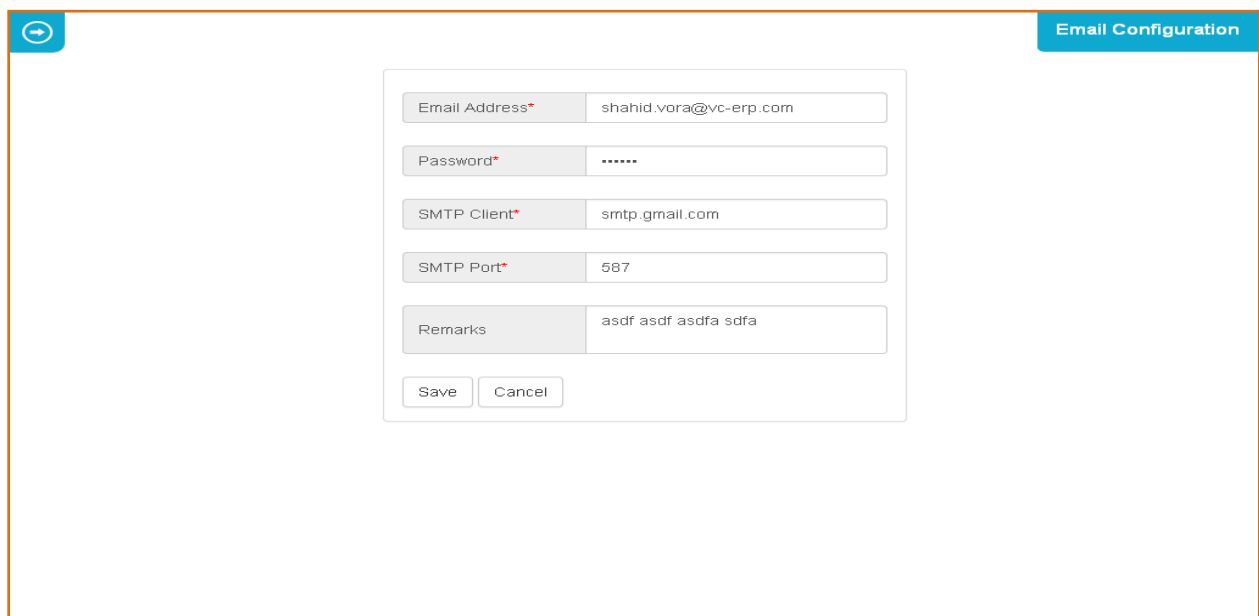 Email Configuration
Email Address* shahid.vora@vc-erp.com
Password* ••••••
SMTP Client* smtp.gmail.com
SMTP Port* 587
Remarks asdf asdf asdfa sdfa
Save Cancel